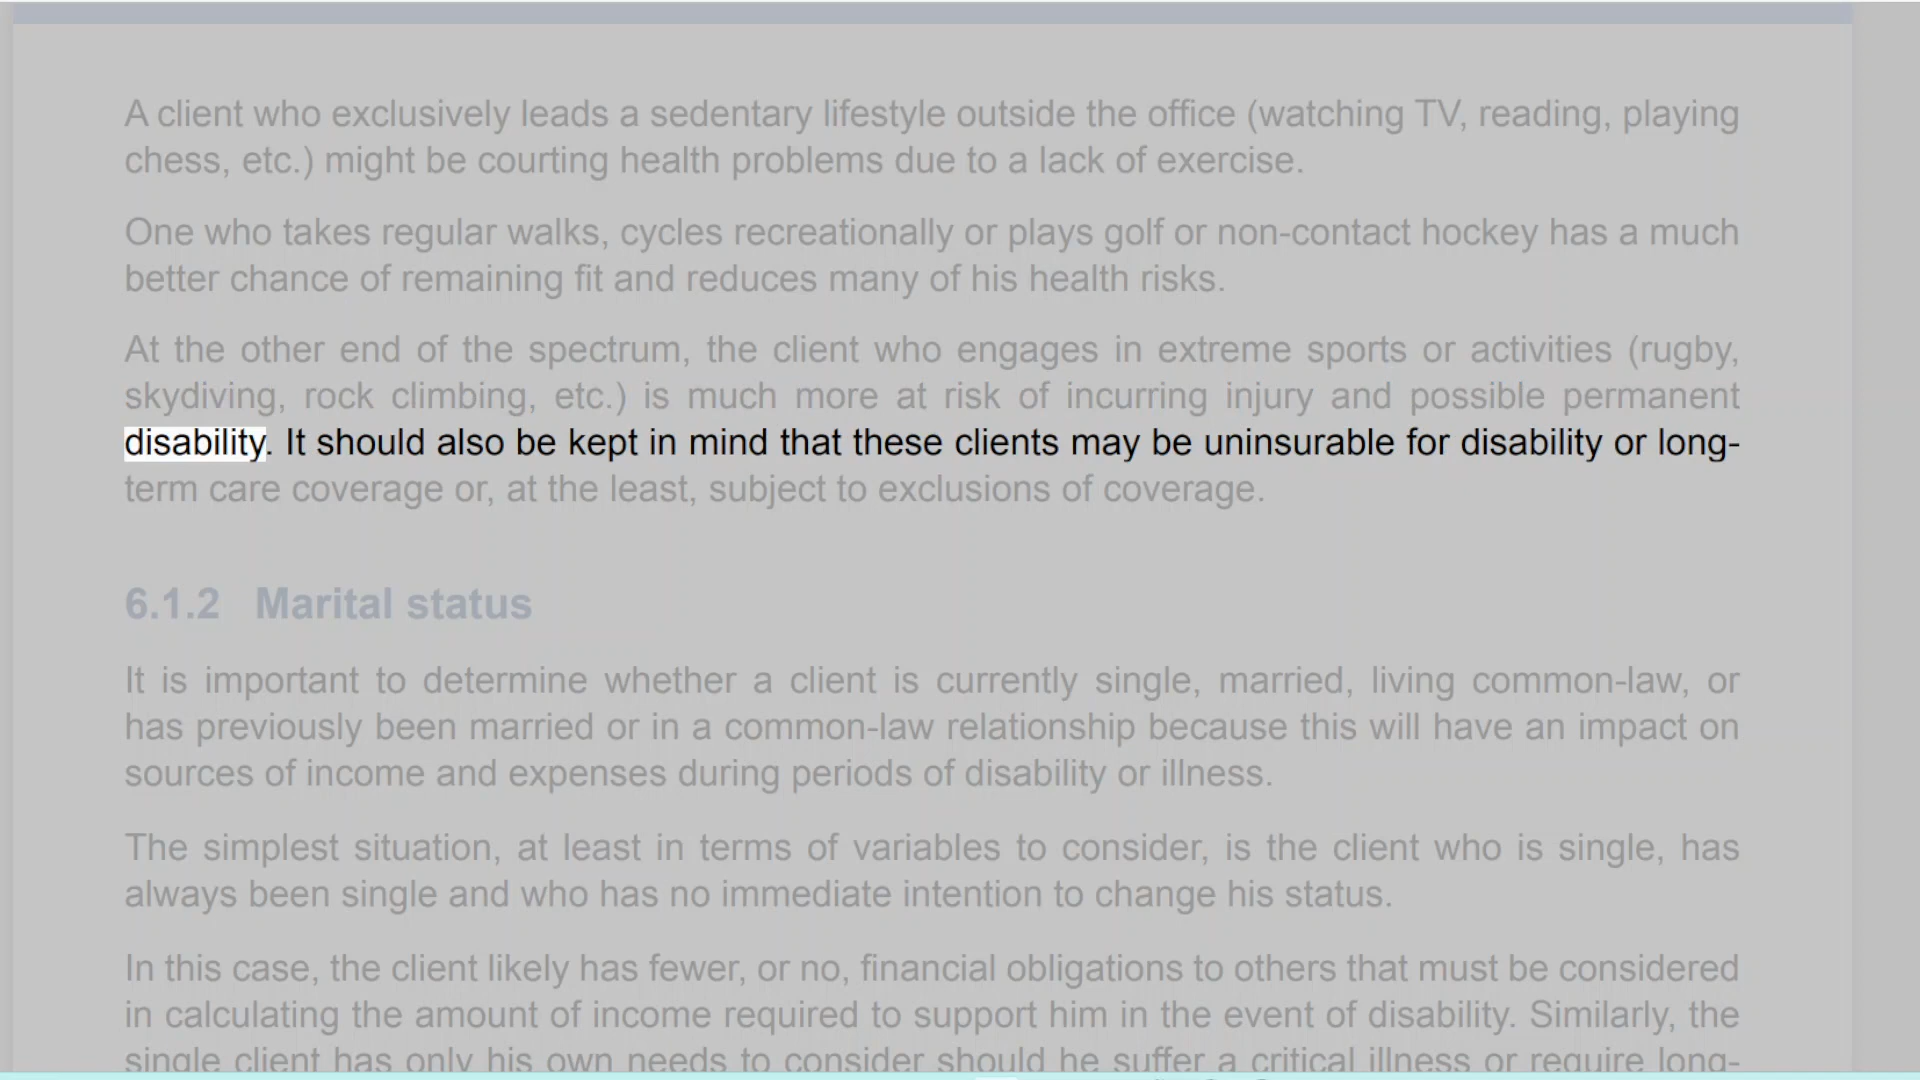 A client who exclusively leads a sedentary lifestyle outside the office (watching TV, reading, playing
chess, etc.) might be courting health problems due to a lack of exercise.
One who takes regular walks, cycles recreationally or plays golf or non-contact hockey has a much
better chance of remaining fit and reduces many of his health risks.
At the other end of the spectrum, the client who engages in extreme sports or activities (rugby,
skydiving, rock climbing, etc.) is much more at risk of incurring injury and possible permanent
disability. It should also be kept in mind that these clients may be uninsurable for disability or long-
term care coverage or, at the least, subject to exclusions of coverage.
6.1.2 Marital status
It is important to determine whether a client is currently single, married, living common-law, or
has previously been married or in a common-law relationship because this will have an impact on
sources of income and expenses during periods of disability or illness.
The simplest situation, at least in terms of variables to consider, is the client who is single, has
always been single and who has no immediate intention to change his status.
In this case, the client likely has fewer, or no, financial obligations to others that must be considered
in calculating the amount of income required to support him in the event of disability. Similarly, the
single client has only his own needs to consider should he suffer a critical illness or require long-